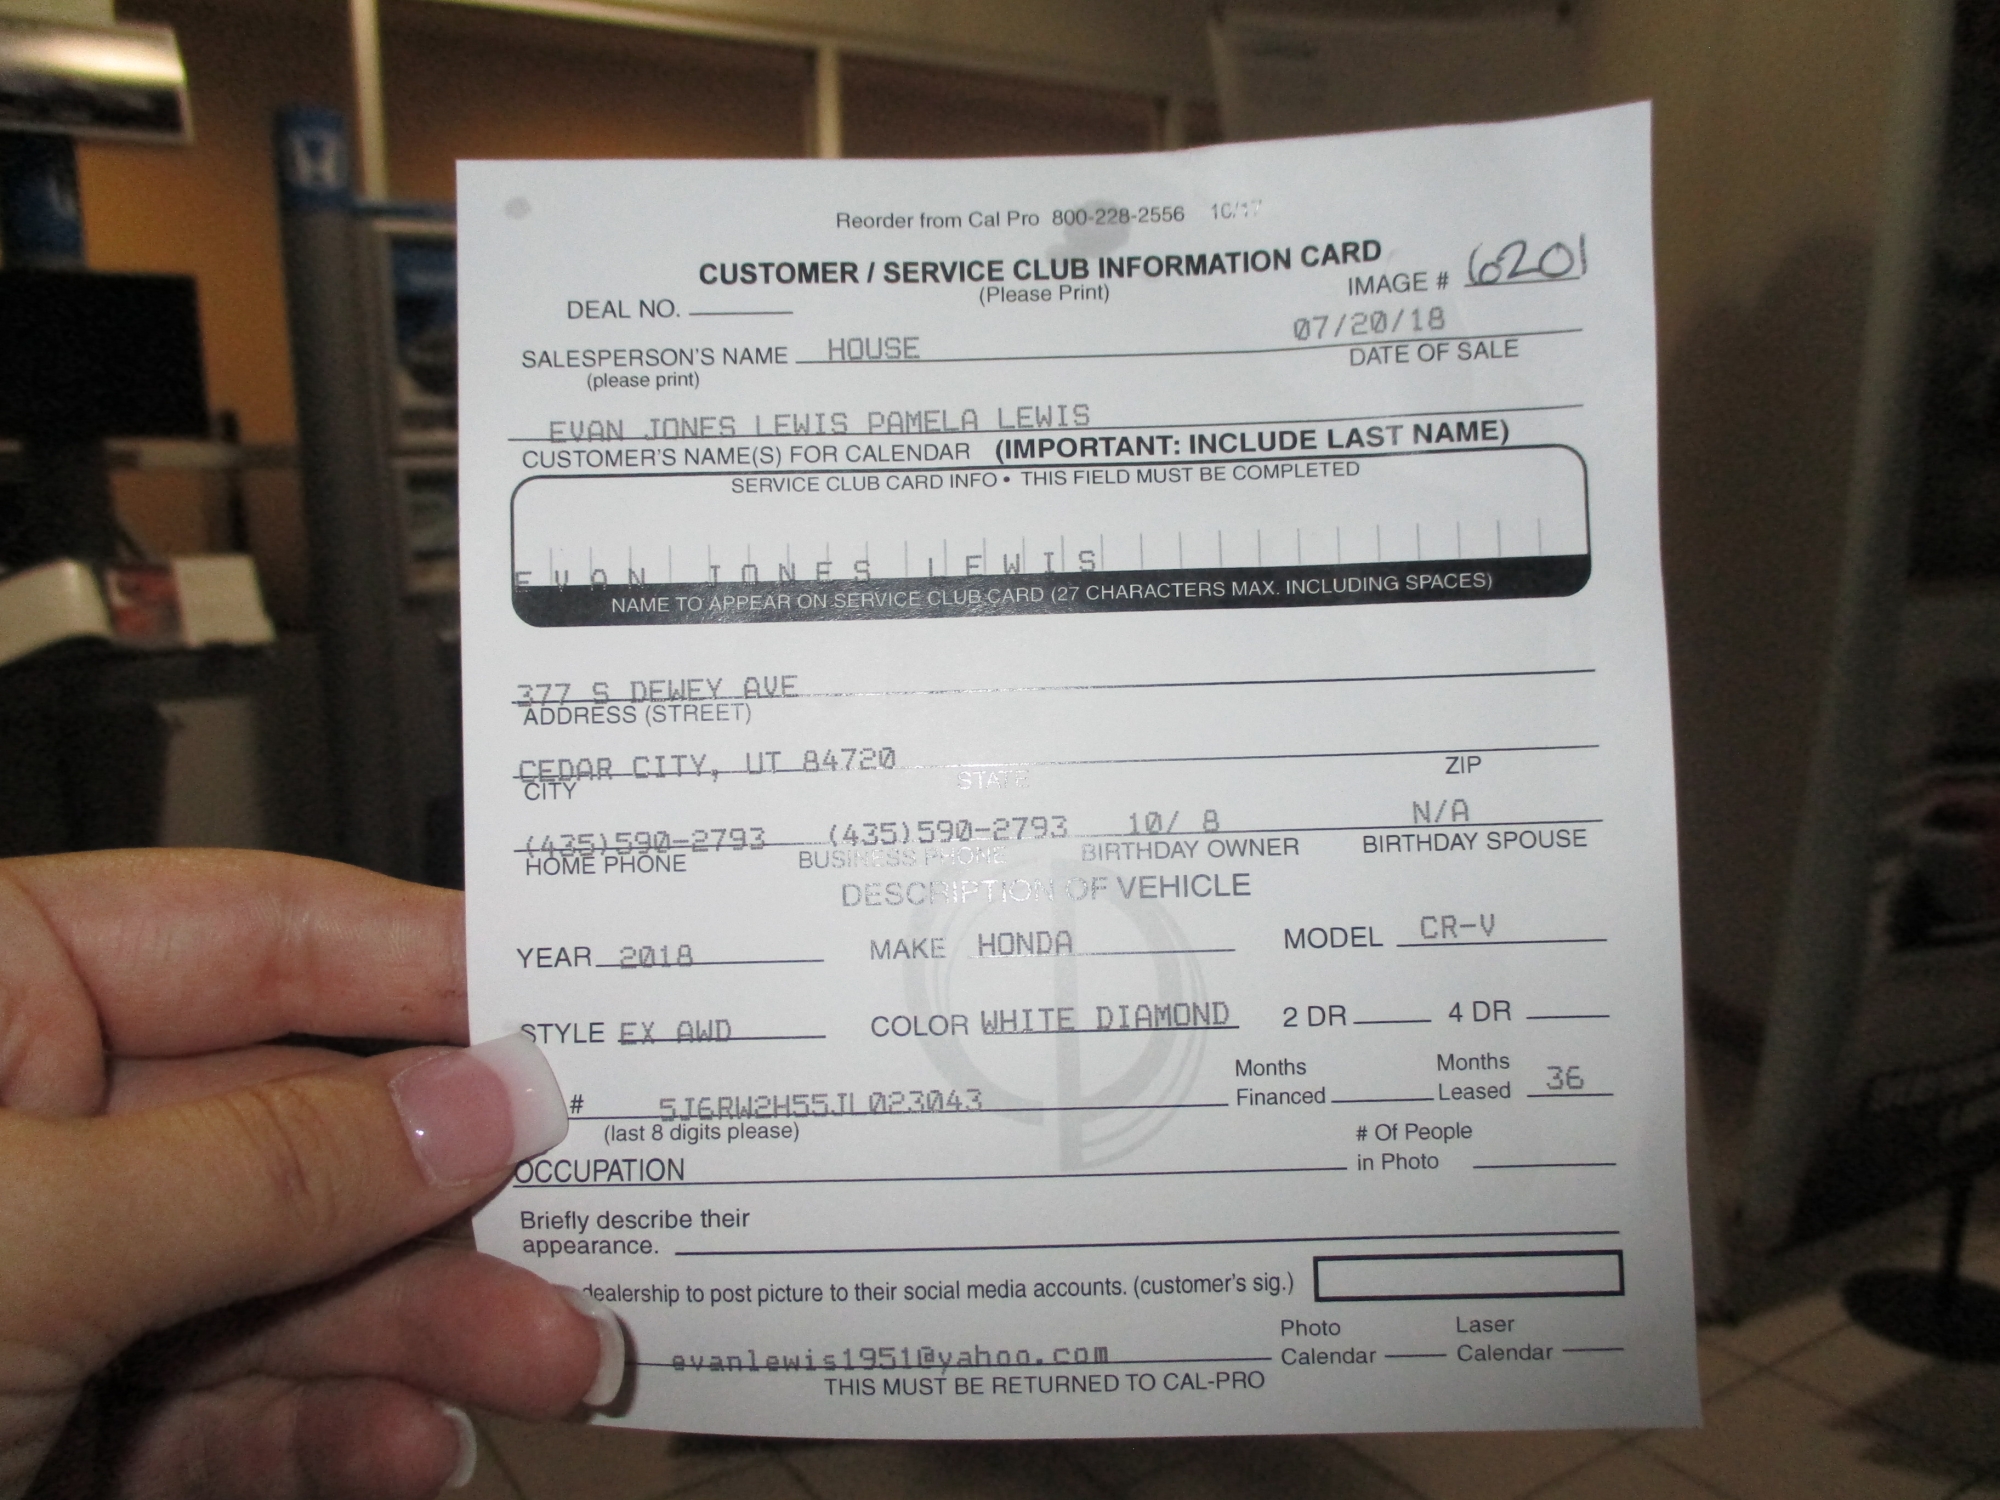 Reorder from Cal Pro 800-228-2556 10/17
CUSTOMER / SERVICE CLUB INFORMATION CARD
(Please Print)
IMAGE # 6201
DEAL NO.
07/20/18
SALESPERSON'S NAME HOUSE
DATE OF SALE
(please print)
EVAN JONES LEWIS PAMELA LEWIS
CUSTOMER'S NAME(S) FOR CALENDAR (IMPORTANT: INCLUDE LAST NAME)
SERVICE CLUB CARD INFO • THIS FIELD MUST BE COMPLETED
EVAN JONES LEWIS
NAME TO APPEAR ON SERVICE CLUB CARD (27 CHARACTERS MAX. INCLUDING SPACES)
377 S DEWEY AVE
ADDRESS (STREET)
CEDAR CITY, UT 84720
CITY STATE ZIP
(435)590-2793 (435)590-2793 10/ 8 N/A
HOME PHONE BUSINESS PHONE BIRTHDAY OWNER BIRTHDAY SPOUSE
DESCRIPTION OF VEHICLE
YEAR 2018 MAKE HONDA MODEL CR-V
STYLE EX AWD COLOR WHITE DIAMOND 2 DR 4 DR
Months Months
# 5J6RW2H55JL023043 Financed Leased 36
(last 8 digits please)
# Of People
OCCUPATION in Photo
Briefly describe their
appearance.
dealership to post picture to their social media accounts. (customer's sig.)
Photo Laser
evanlewis1951@yahoo.com Calendar Calendar
THIS MUST BE RETURNED TO CAL-PRO